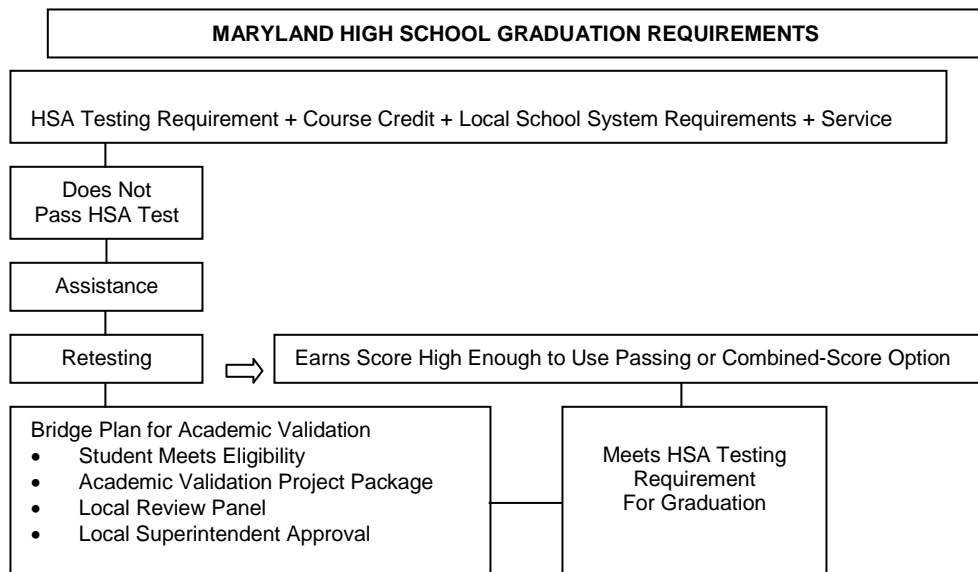 MARYLAND HIGH SCHOOL GRADUATION REQUIREMENTS
HSA Testing Requirement + Course Credit + Local School System Requirements + Service
Does Not
Pass HSA Test
Assistance
Retesting
Earns Score High Enough to Use Passing or Combined-Score Option
Bridge Plan for Academic Validation
• Student Meets Eligibility
• Academic Validation Project Package
• Local Review Panel
• Local Superintendent Approval
Meets HSA Testing
Requirement
For Graduation